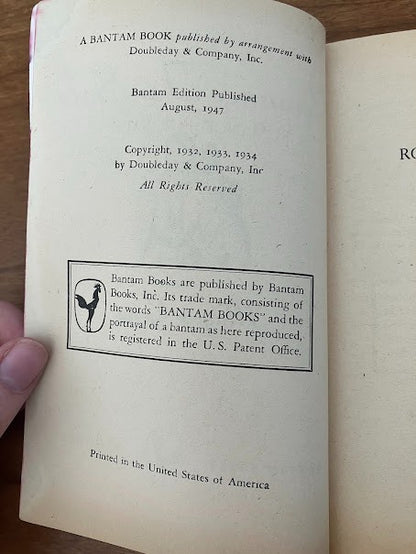 A BANTAM BOOK published by arrangement with
Doubleday & Company, Inc.
Bantam Edition Published
August, 1947
Copyright, 1932, 1933, 1934
by Doubleday & Company, Inc
All Rights Reserved
Bantam Books are published by Bantam
Books, Inc. Its trade mark, consisting of
the words "BANTAM BOOKS" and the
portrayal of a bantam as here reproduced,
is registered in the U. S. Patent Office.
Printed in the United States of America
RO